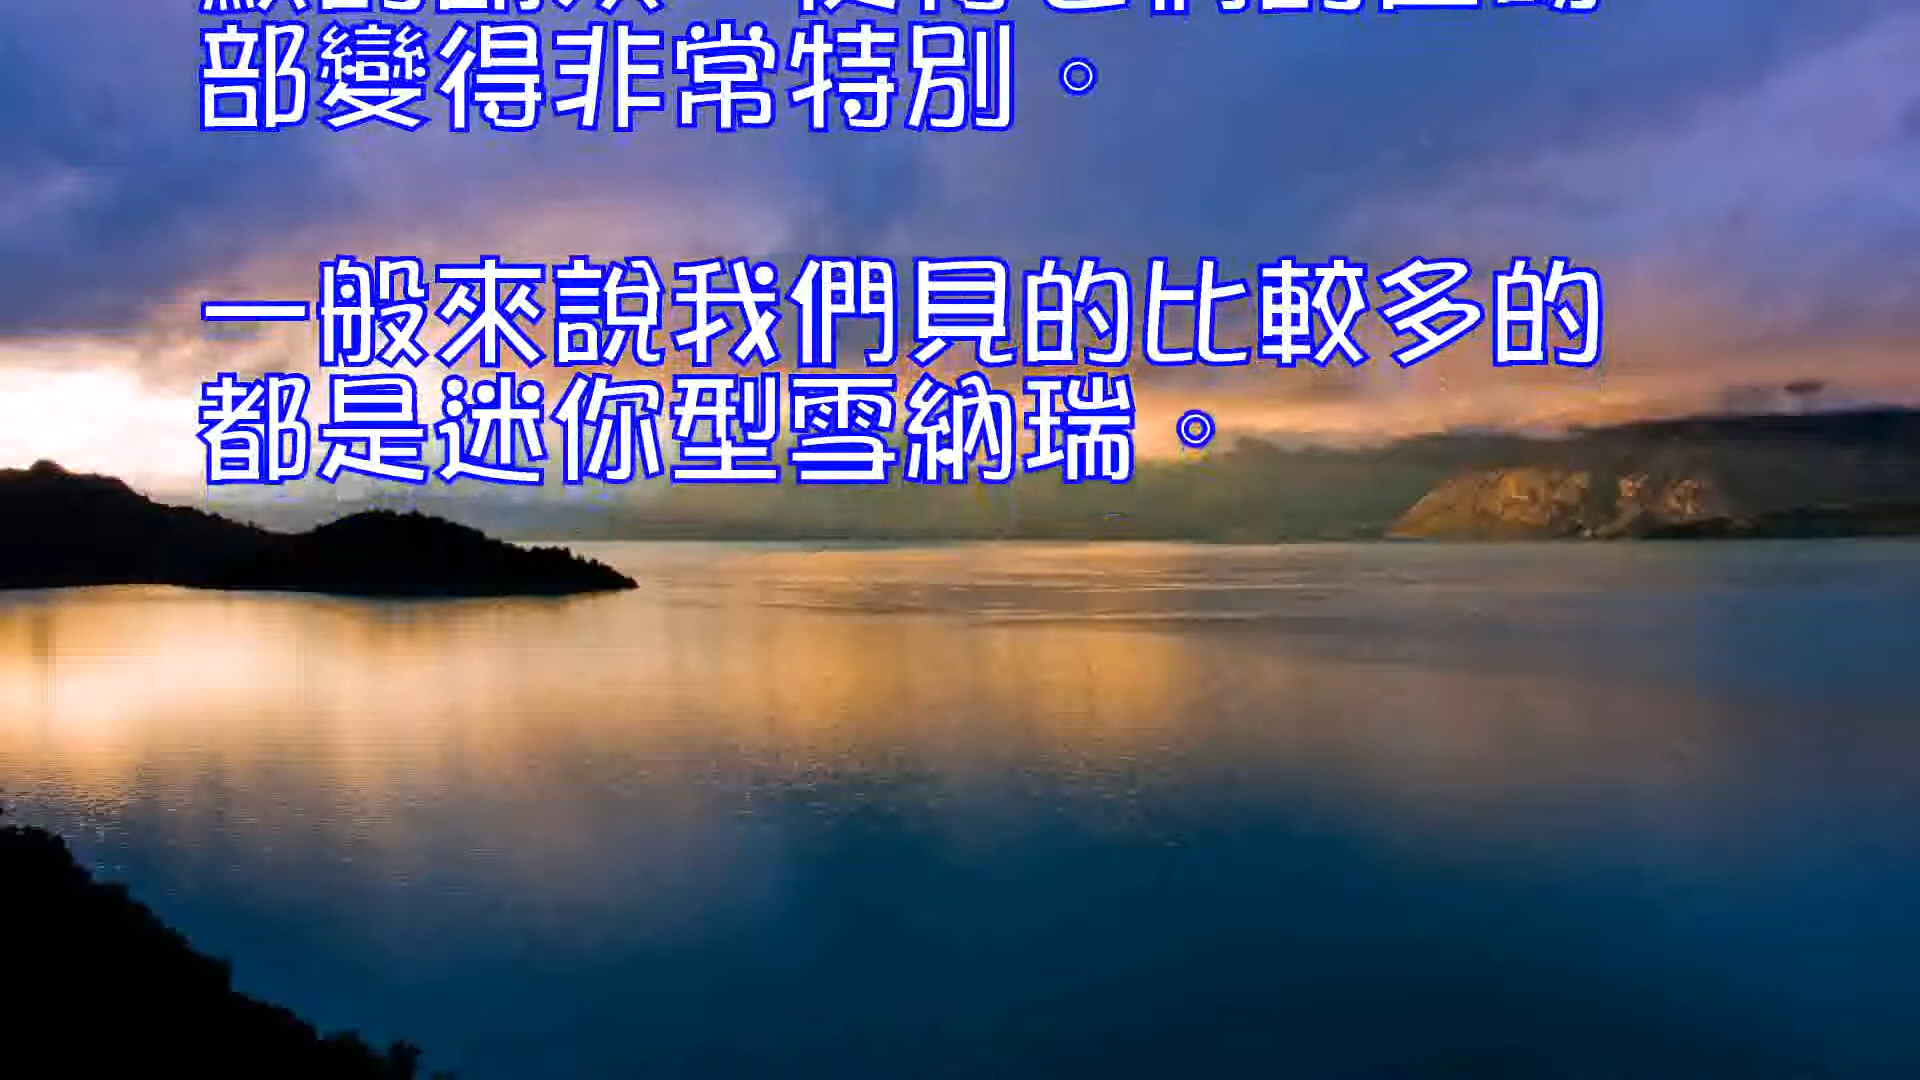 部變得非常特別。
一般來說我們見的比較多的
都是迷你型雪納瑞。